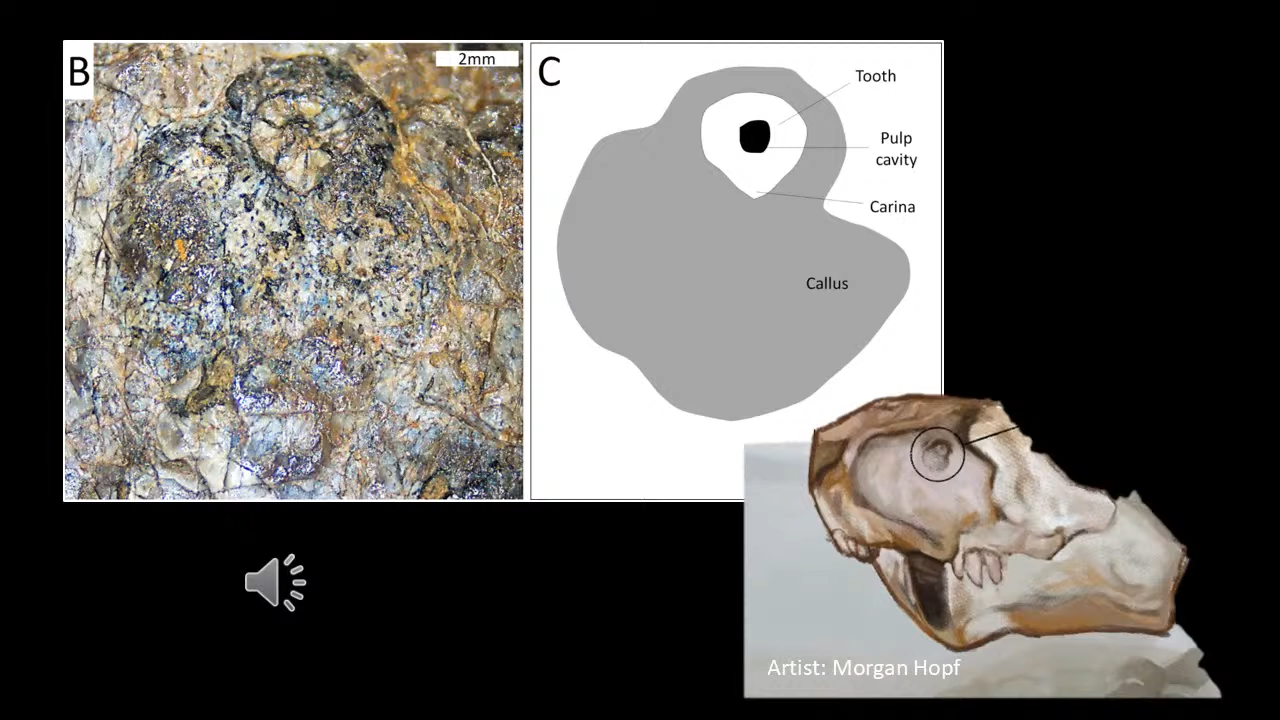 B
2mm
C
Tooth
Pulp
cavity
Carina
Callus
Artist: Morgan Hopf